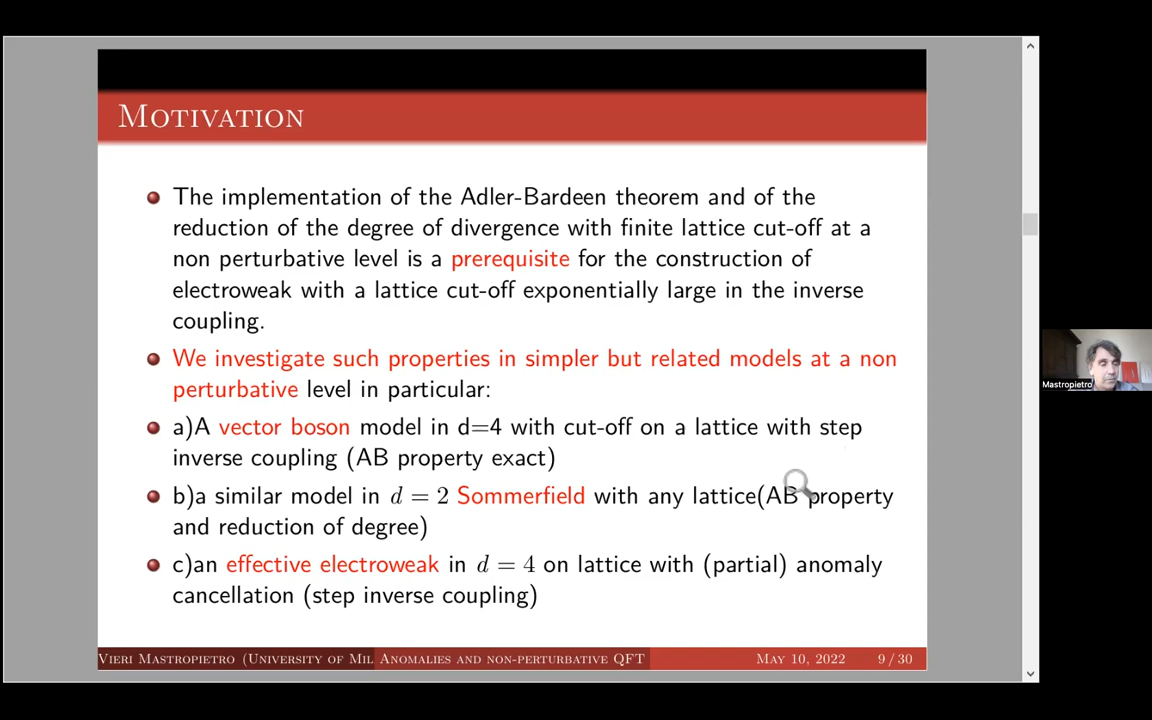 Motivation
The implementation of the Adler-Bardeen theorem and of the
reduction of the degree of divergence with finite lattice cut-off at a
non perturbative level is a prerequisite for the construction of
electroweak with a lattice cut-off exponentially large in the inverse
coupling.
We investigate such properties in simpler but related models at a non
perturbative level in particular:
a)A vector boson model in d=4 with cut-off on a lattice with step
inverse coupling (AB property exact)
b)a similar model in d = 2 Sommerfield with any lattice(AB property
and reduction of degree)
c)an effective electroweak in d = 4 on lattice with (partial) anomaly
cancellation (step inverse coupling)
Vieri Mastropietro (University of Mil Anomalies and non-perturbative QFT May 10, 2022 9 / 30
Mastropietro